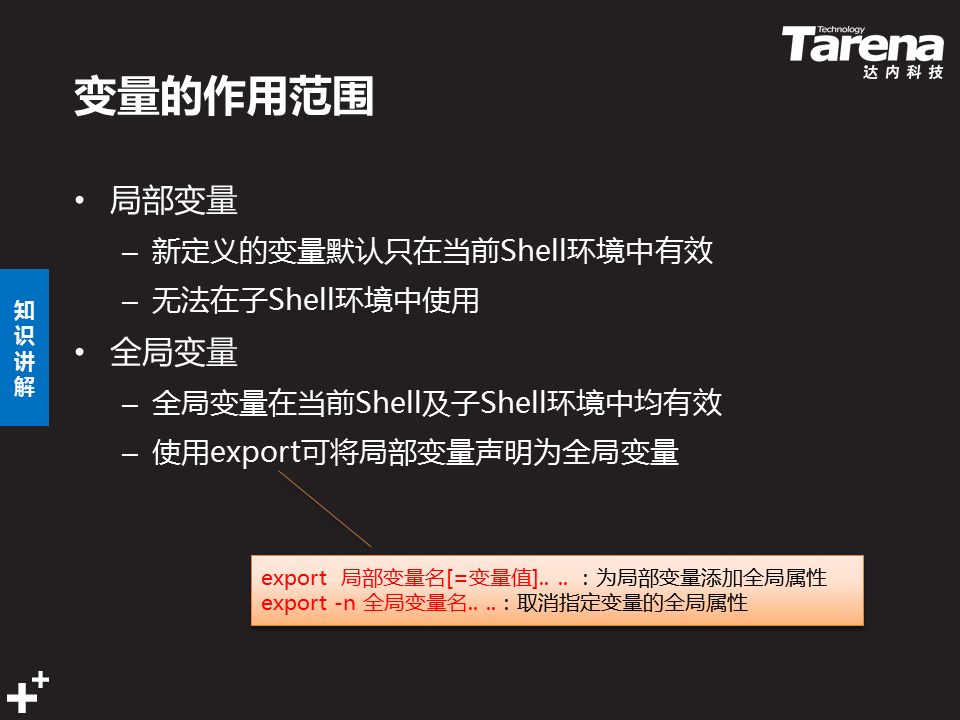 Technology
Tarena
达内科技
变量的作用范围
• 局部变量
– 新定义的变量默认只在当前Shell环境中有效
– 无法在子Shell环境中使用
知识讲解
• 全局变量
– 全局变量在当前Shell及子Shell环境中均有效
– 使用export可将局部变量声明为全局变量
export 局部变量名[=变量值].. .. ：为局部变量添加全局属性
export -n 全局变量名.. ..：取消指定变量的全局属性